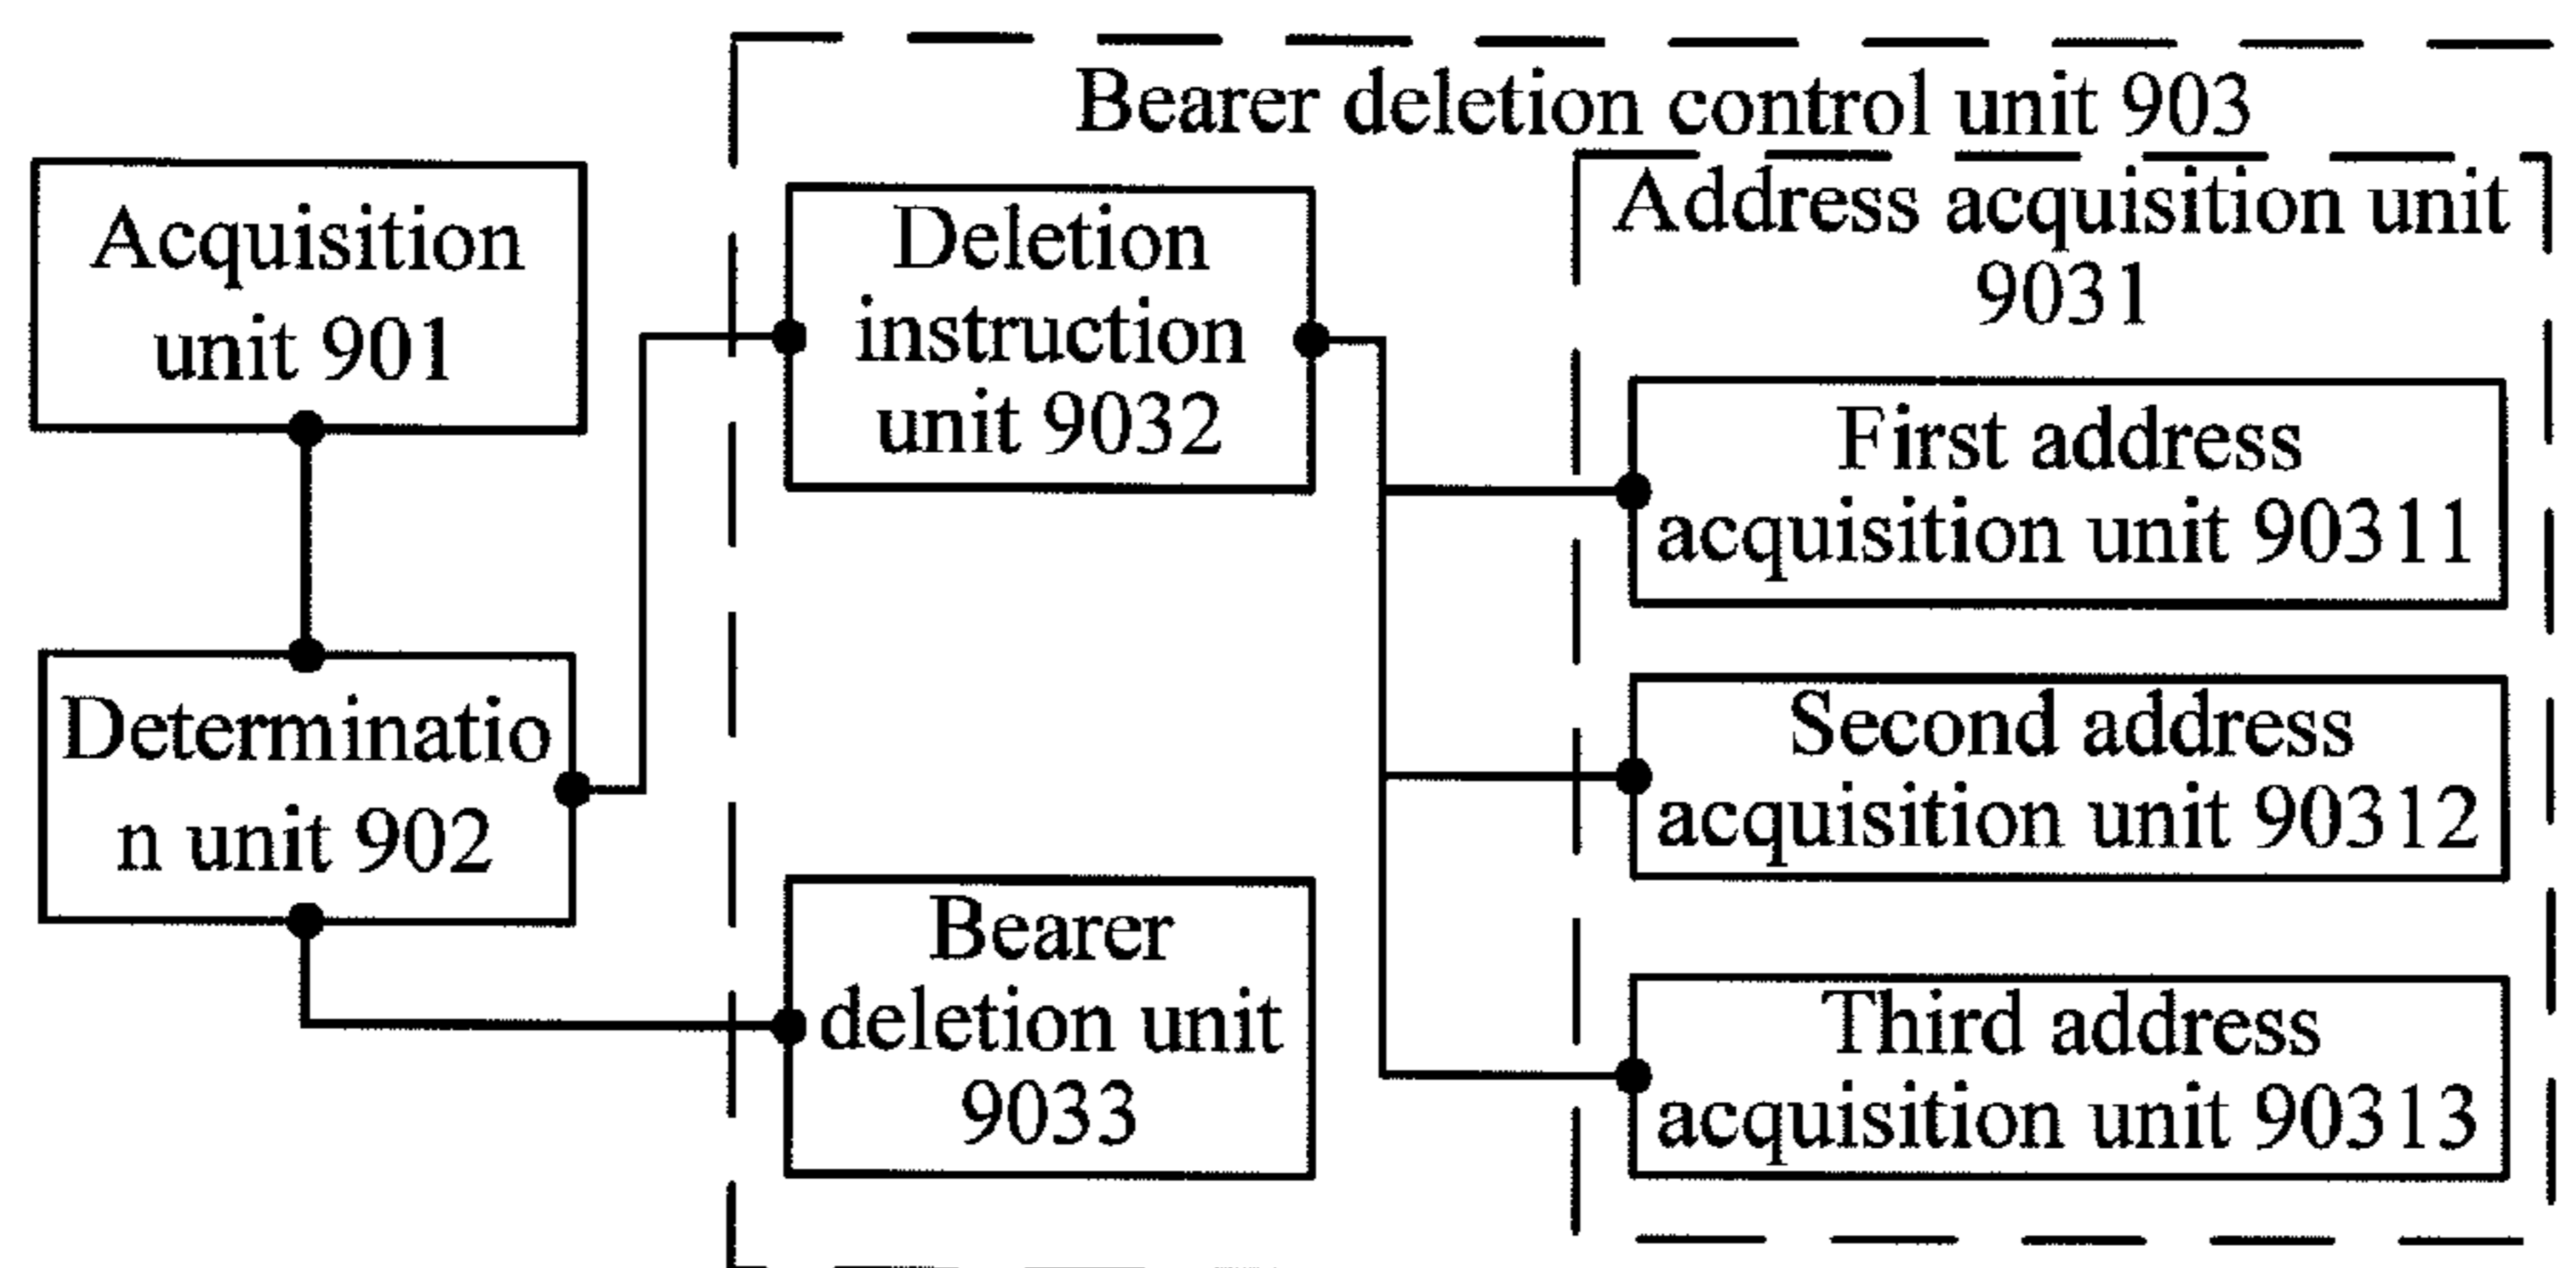 Bearer deletion control unit 903
Acquisition
unit 901
Determinatio
n unit 902
Deletion
instruction
unit 9032
Bearer
deletion unit
9033
Address acquisition unit
9031
First address
acquisition unit 90311
Second address
acquisition unit 90312
Third address
acquisition unit 90313